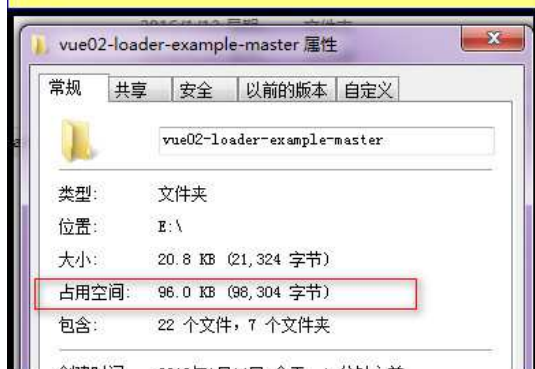 vue02-loader-example-master 属性
常规 共享 安全 以前的版本 自定义
vue02-loader-example-master
类型: 文件夹
位置: E:\
大小: 20.8 KB (21,324 字节)
占用空间: 96.0 KB (98,304 字节)
包含: 22 个文件，7 个文件夹